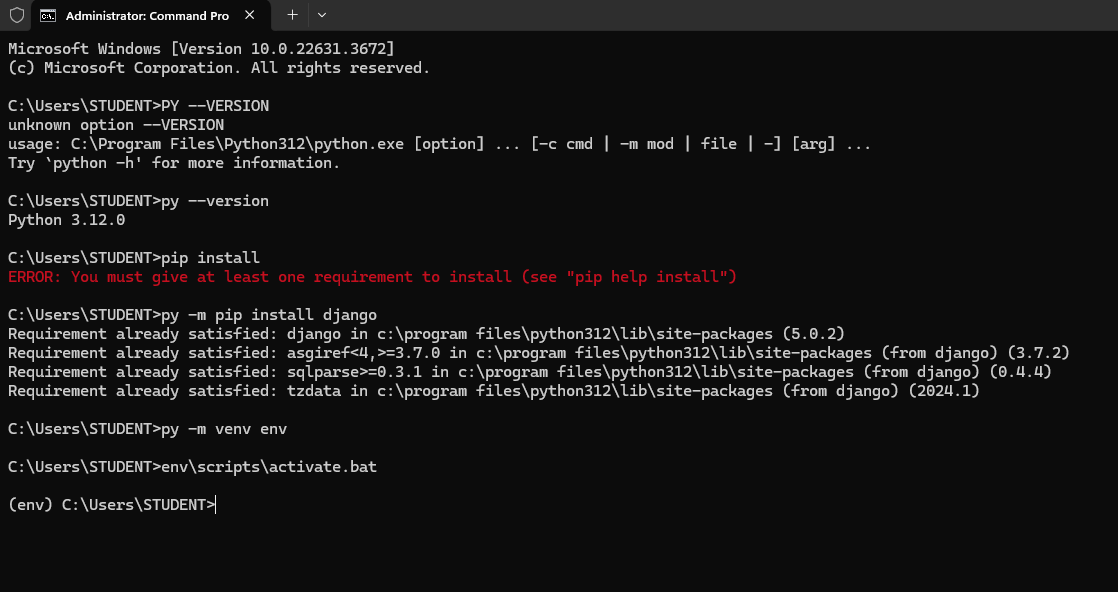 Administrator: Command Pro
Microsoft Windows [Version 10.0.22631.3672]
(c) Microsoft Corporation. All rights reserved.
C:\Users\STUDENT>PY --VERSION
unknown option --VERSION
usage: C:\Program Files\Python312\python.exe [option] ... [-c cmd | -m mod | file | -] [arg] ...
Try `python -h' for more information.
C:\Users\STUDENT>py --version
Python 3.12.0
C:\Users\STUDENT>pip install
ERROR: You must give at least one requirement to install (see "pip help install")
C:\Users\STUDENT>py -m pip install django
Requirement already satisfied: django in c:\program files\python312\lib\site-packages (5.0.2)
Requirement already satisfied: asgiref<4,>=3.7.0 in c:\program files\python312\lib\site-packages (from django) (3.7.2)
Requirement already satisfied: sqlparse>=0.3.1 in c:\program files\python312\lib\site-packages (from django) (0.4.4)
Requirement already satisfied: tzdata in c:\program files\python312\lib\site-packages (from django) (2024.1)
C:\Users\STUDENT>py -m venv env
C:\Users\STUDENT>env\scripts\activate.bat
(env) C:\Users\STUDENT>